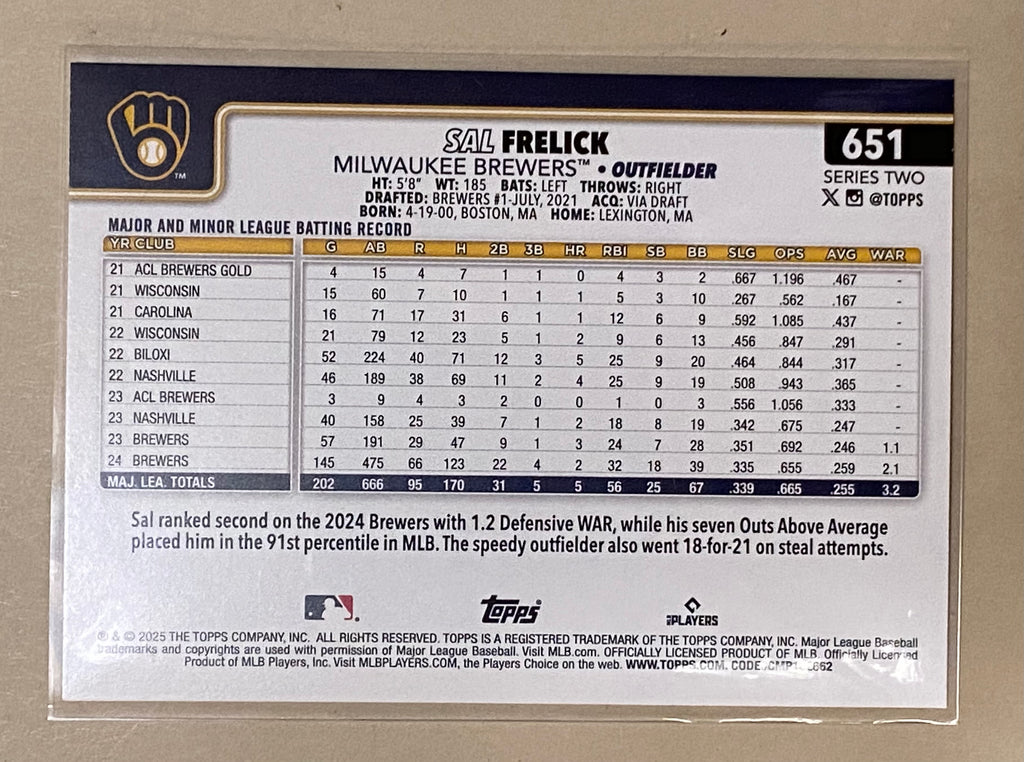 SAL FRELICK
651
MILWAUKEE BREWERS™ • OUTFIELDER
SERIES TWO
HT: 5'8" WT: 185 BATS: LEFT THROWS: RIGHT
DRAFTED: BREWERS #1-JULY, 2021 ACQ: VIA DRAFT
@TOPPS
BORN: 4-19-00, BOSTON, MA HOME: LEXINGTON, MA
TM
MAJOR AND MINOR LEAGUE BATTING RECORD
YR CLUB G AB R H 2B 3B HR RBI SB BB SLG OPS AVG WAR
21 ACL BREWERS GOLD 4 15 4 7 1 1 0 4 3 2 .667 1.196 .467 -
21 WISCONSIN 15 60 7 10 1 1 1 5 3 10 .267 .562 .167 -
21 CAROLINA 16 71 17 31 6 1 1 12 6 9 .592 1.085 .437 -
22 WISCONSIN 21 79 12 23 5 1 2 9 6 13 .456 .847 .291 -
22 BILOXI 52 224 40 71 12 3 5 25 9 20 .464 .844 .317 -
22 NASHVILLE 46 189 38 69 11 2 4 25 9 19 .508 .943 .365 -
23 ACL BREWERS 3 9 4 3 2 0 0 1 0 3 .556 1.056 .333 -
23 NASHVILLE 40 158 25 39 7 1 2 18 8 19 .342 .675 .247 -
23 BREWERS 57 191 29 47 9 1 3 24 7 28 .351 .692 .246 1.1
24 BREWERS 145 475 66 123 22 4 2 32 18 39 .335 .655 .259 2.1
MAJ. LEA. TOTALS 202 666 95 170 31 5 5 56 25 67 .339 .665 .255 3.2
Sal ranked second on the 2024 Brewers with 1.2 Defensive WAR, while his seven Outs Above Average
placed him in the 91st percentile in MLB. The speedy outfielder also went 18-for-21 on steal attempts.
Topps
PLAYERS
® & © 2025 THE TOPPS COMPANY, INC. ALL RIGHTS RESERVED. TOPPS IS A REGISTERED TRADEMARK OF THE TOPPS COMPANY, INC. Major League Baseball
trademarks and copyrights are used with permission of Major League Baseball. Visit MLB.com. OFFICIALLY LICENSED PRODUCT OF MLB. Officially Licensed
Product of MLB Players, Inc. Visit MLBPLAYERS.COM, the Players Choice on the web. WWW.TOPPS.COM. CODE